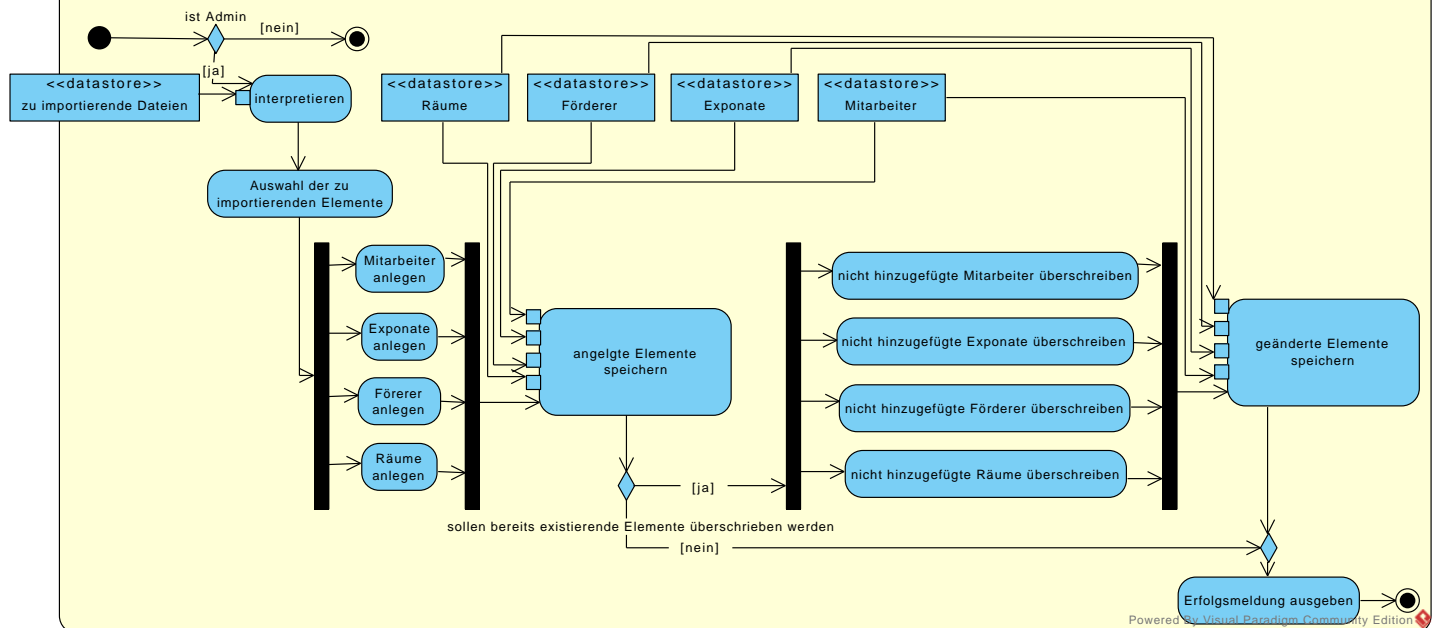 ist Admin
[nein]
[ja]
<<datastore>>
zu importierende Dateien
interpretieren
<<datastore>>
Räume
<<datastore>>
Förderer
<<datastore>>
Exponate
<<datastore>>
Mitarbeiter
Auswahl der zu
importierenden Elemente
Mitarbeiter
anlegen
Exponate
anlegen
Förerer
anlegen
Räume
anlegen
angelgte Elemente
speichern
nicht hinzugefügte Mitarbeiter überschreiben
nicht hinzugefügte Exponate überschreiben
nicht hinzugefügte Förderer überschreiben
nicht hinzugefügte Räume überschreiben
geänderte Elemente
speichern
[ja]
sollen bereits existierende Elemente überschrieben werden
[nein]
Erfolgsmeldung ausgeben
Powered By Visual Paradigm Community Edition